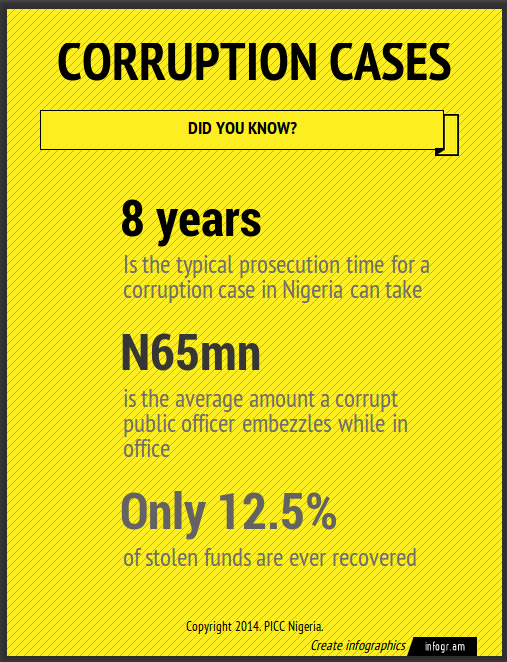 CORRUPTION CASES
DID YOU KNOW?
8 years
Is the typical prosecution time for a
corruption case in Nigeria can take
N65mn
is the average amount a corrupt
public officer embezzles while in
office
Only 12.5%
of stolen funds are ever recovered
Copyright 2014. PICC Nigeria.
Create infographics infogr.am